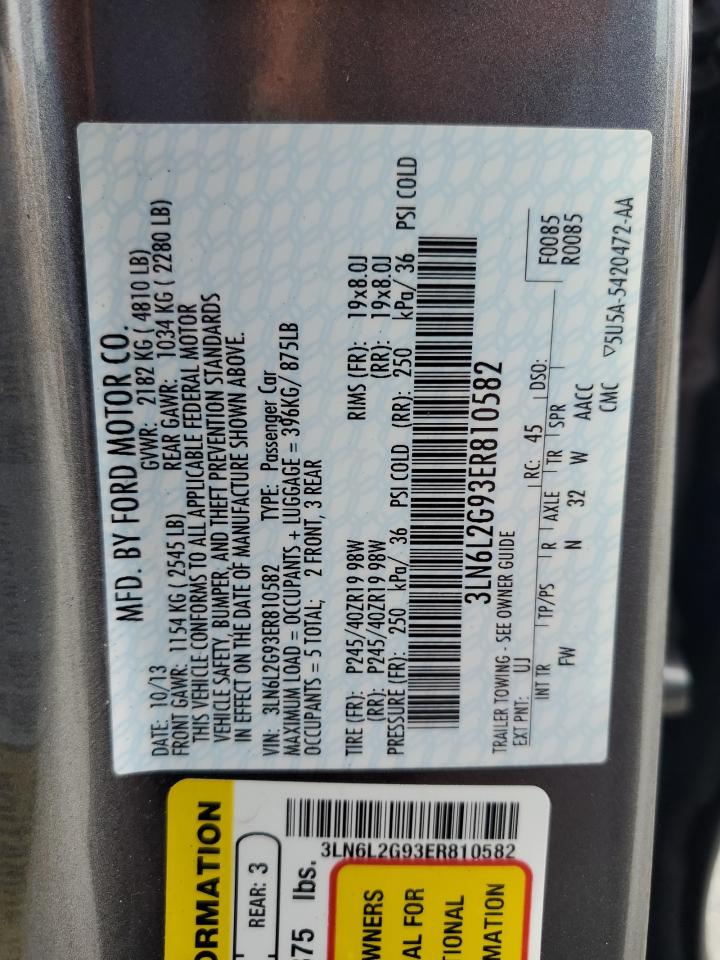 MFD. BY FORD MOTOR CO.
DATE: 10/13 GVWR: 2182 KG ( 4810 LB)
FRONT GAWR: 1154 KG ( 2545 LB) REAR GAWR: 1034 KG ( 2280 LB)
THIS VEHICLE CONFORMS TO ALL APPLICABLE FEDERAL MOTOR
VEHICLE SAFETY, BUMPER, AND THEFT PREVENTION STANDARDS
IN EFFECT ON THE DATE OF MANUFACTURE SHOWN ABOVE.
VIN: 3LN6L2G93ER810582 TYPE: Passenger Car
MAXIMUM LOAD = OCCUPANTS + LUGGAGE = 396KG/ 875LB
OCCUPANTS = 5 TOTAL; 2 FRONT, 3 REAR
TIRE (FR): P245/40ZR19 98W RIMS (FR): 19x8.0J
(RR): P245/40ZR19 98W (RR): 19x8.0J
PRESSURE (FR): 250 kPa/ 36 PSI COLD (RR): 250 kPa/ 36 PSI COLD
3LN6L2G93ER810582
TRAILER TOWING - SEE OWNER GUIDE
EXT PNT: UJ RC: 45 DSO: F0085
R0085
INT TR TP/PS R AXLE TR SPR
FW N 32 W AACC
CMC ▽5U5A-5420472-AA
ORMATION
REAR: 3
75 lbs.
3LN6L2G93ER810582
WNERS
AL FOR
TIONAL
MATION